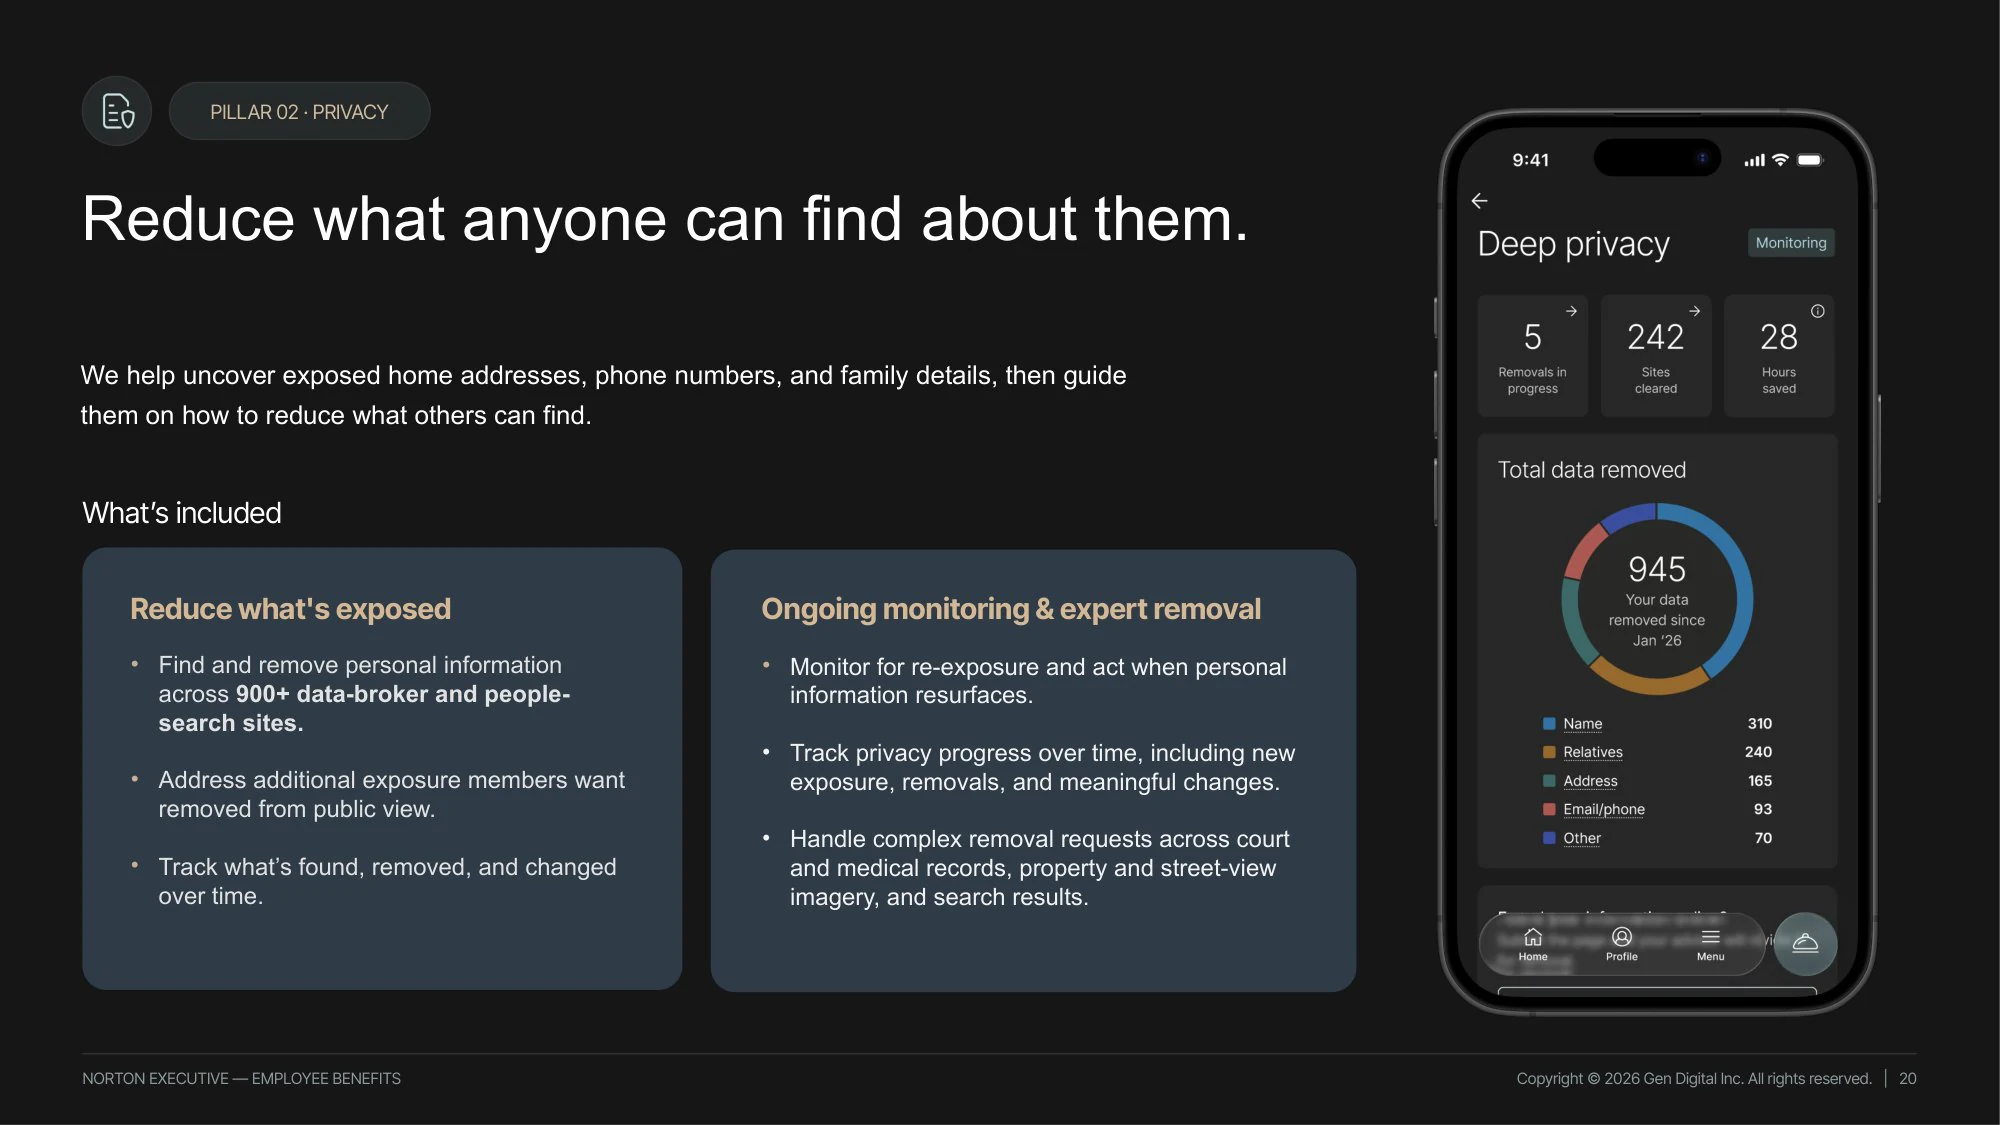 PILLAR 02 · PRIVACY
Reduce what anyone can find about them.
We help uncover exposed home addresses, phone numbers, and family details, then guide
them on how to reduce what others can find.
What’s included
Reduce what's exposed
• Find and remove personal information
across 900+ data-broker and people-
search sites.
• Address additional exposure members want
removed from public view.
• Track what’s found, removed, and changed
over time.
Ongoing monitoring & expert removal
• Monitor for re-exposure and act when personal
information resurfaces.
• Track privacy progress over time, including new
exposure, removals, and meaningful changes.
• Handle complex removal requests across court
and medical records, property and street-view
imagery, and search results.
9:41
Deep privacy
Monitoring
5
Removals in
progress
242
Sites
cleared
28
Hours
saved
Total data removed
945
Your data
removed since
Jan ‘26
Name 310
Relatives 240
Address 165
Email/phone 93
Other 70
Home
Profile
Menu
NORTON EXECUTIVE — EMPLOYEE BENEFITS
Copyright © 2026 Gen Digital Inc. All rights reserved. | 20